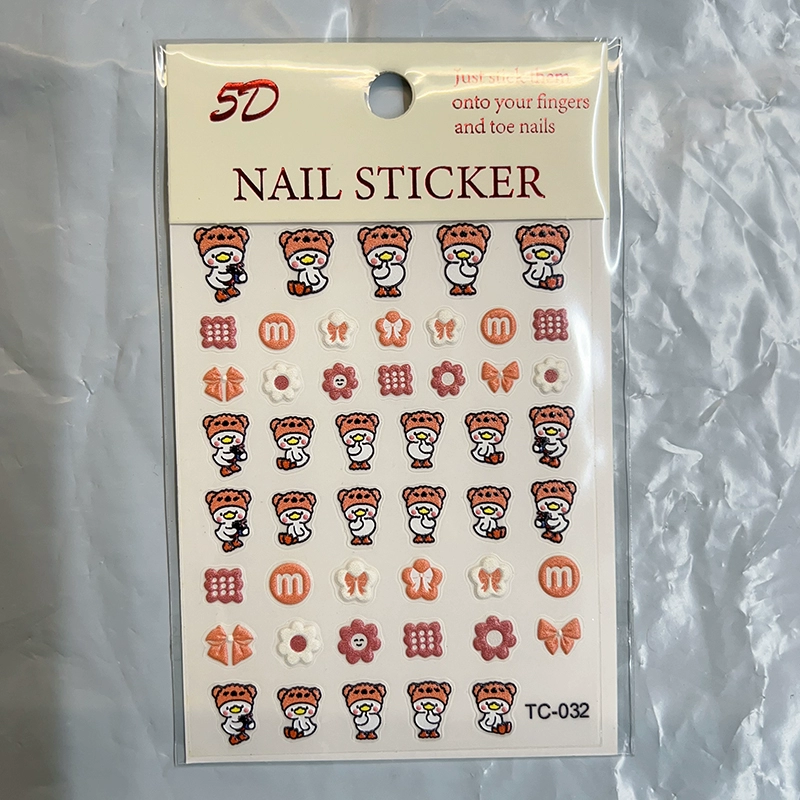 5D
Just stick them
onto your fingers
and toe nails
NAIL STICKER
m
m
m
m
TC-032